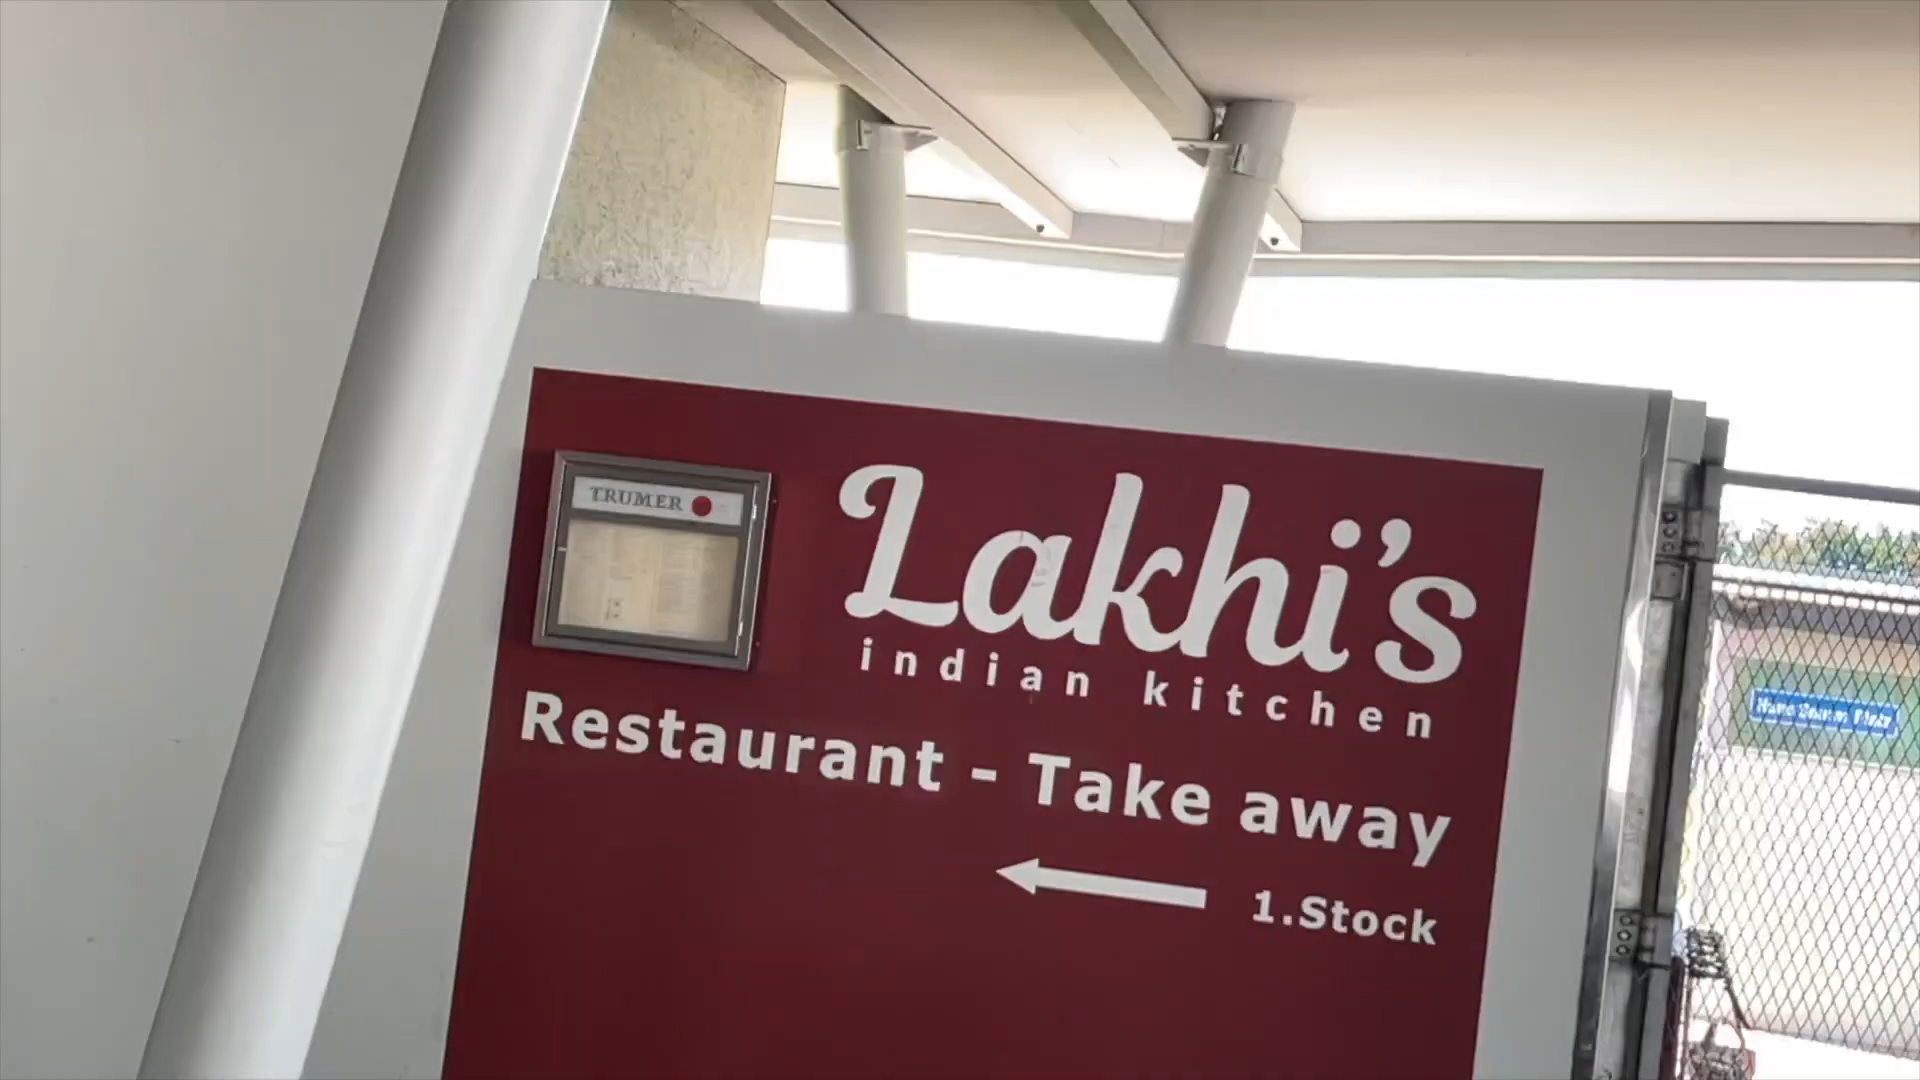 TRUMER
Lakhi's
indian kitchen
Restaurant - Take away
1.Stock